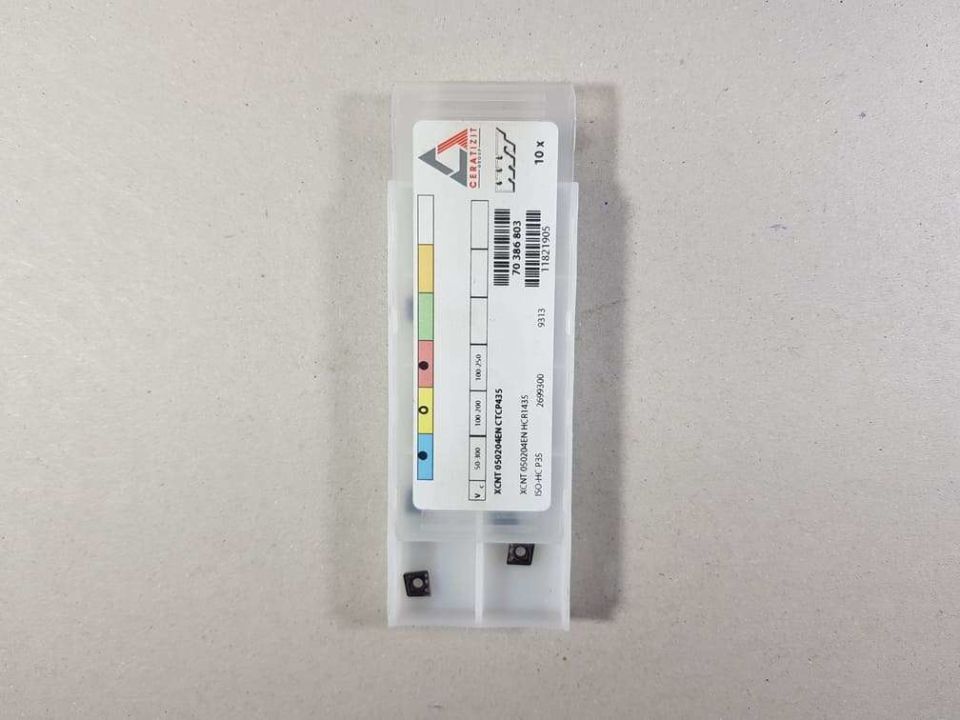 CERATIZIT
GROUP
10 x
70 386 803
11821905
Vc 50-300 100-200 100-250
XCNT 050204EN CTCP435
XCNT 050204EN HCR1435
ISO-HC P35 2699300 9313